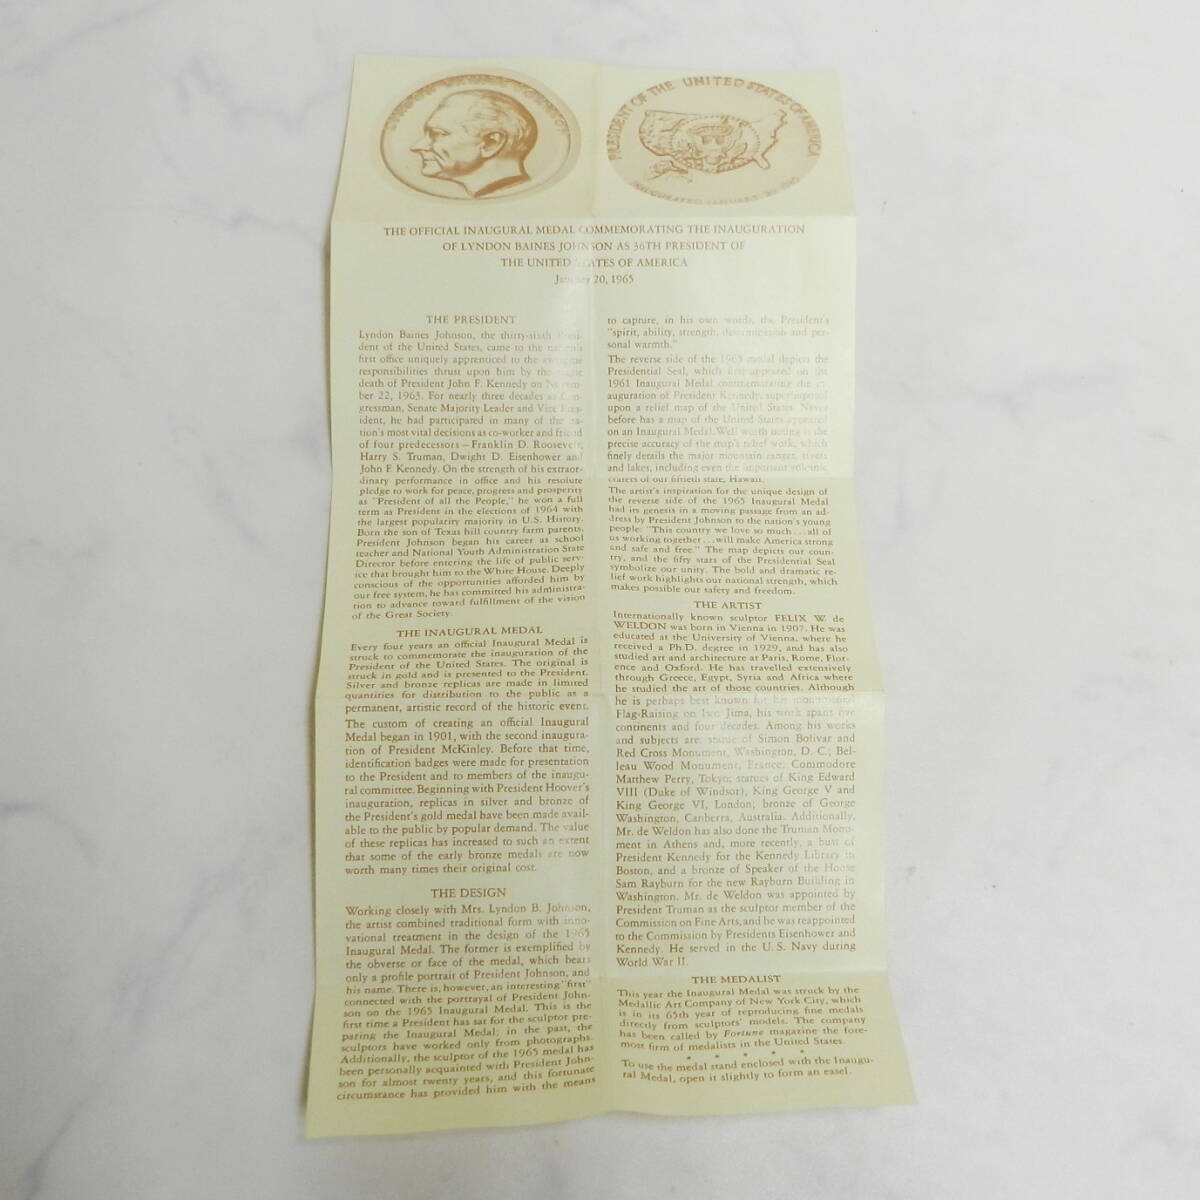 LYNDON BAINES JOHNSON
PRESIDENT OF THE UNITED STATES OF AMERICA
INAUGURATED JANUARY 20, 1965
THE OFFICIAL INAUGURAL MEDAL COMMEMORATING THE INAUGURATION
OF LYNDON BAINES JOHNSON AS 36TH PRESIDENT OF
THE UNITED STATES OF AMERICA
January 20, 1965
THE PRESIDENT
Lyndon Baines Johnson, the thirty-sixth Presi-
dent of the United States, came to the nation's
first office uniquely apprenticed to the awesome
responsibilities thrust upon him by the tragic
death of President John F. Kennedy on Novem-
ber 22, 1963. For nearly three decades as Con-
gressman, Senate Majority Leader and Vice Pres-
ident, he had participated in many of the na-
tion's most vital decisions as co-worker and friend
of four predecessors—Franklin D. Roosevelt,
Harry S. Truman, Dwight D. Eisenhower and
John F. Kennedy. On the strength of his extraor-
dinary performance in office and his resolute
pledge to work for peace, progress and prosperity
as "President of all the People," he won a full
term as President in the elections of 1964 with
the largest popularity majority in U.S. History.
Born the son of Texas hill country farm parents,
President Johnson began his career as school
teacher and National Youth Administration State
Director before entering the life of public serv-
ice that brought him to the White House. Deeply
conscious of the opportunities afforded him by
our free system, he has committed his administra-
tion to advance toward fulfillment of the vision
of the Great Society.
THE INAUGURAL MEDAL
Every four years an official Inaugural Medal is
struck to commemorate the inauguration of the
President of the United States. The original is
struck in gold and is presented to the President.
Silver and bronze replicas are made in limited
quantities for distribution to the public as a
permanent, artistic record of the historic event.
The custom of creating an official Inaugural
Medal began in 1901, with the second inaugura-
tion of President McKinley. Before that time,
identification badges were made for presentation
to the President and to members of the inaugu-
ral committee. Beginning with President Hoover's
inauguration, replicas in silver and bronze of
the President's gold medal have been made avail-
able to the public by popular demand. The value
of these replicas has increased to such an extent
that some of the early bronze medals are now
worth many times their original cost.
THE DESIGN
Working closely with Mrs. Lyndon B. Johnson,
the artist combined traditional form with inno-
vational treatment in the design of the 1965
Inaugural Medal. The former is exemplified by
the obverse or face of the medal, which bears
only a profile portrait of President Johnson, and
his name. There is, however, an interesting "first"
connected with the portrayal of President John-
son on the 1965 Inaugural Medal. This is the
first time a President has sat for the sculptor pre-
paring the Inaugural Medal; in the past, the
sculptors have worked only from photographs.
Additionally, the sculptor of the 1965 medal has
been personally acquainted with President John-
son for almost twenty years, and this fortunate
circumstance has provided him with the means
to capture, in his own words, the President's
"spirit, ability, strength, determination and per-
sonal warmth."
The reverse side of the 1965 medal depicts the
Presidential Seal, which first appeared on the
1961 Inaugural Medal commemorating the in-
auguration of President Kennedy, superimposed
upon a relief map of the United States. Never
before has a map of the United States appeared
on an Inaugural Medal. Well worth noting is the
precise accuracy of the map's relief work, which
finely details the major mountain ranges, rivers
and lakes, including even the important volcanic
craters of our fiftieth state, Hawaii.
The artist's inspiration for the unique design of
the reverse side of the 1965 Inaugural Medal
had its genesis in a moving passage from an ad-
dress by President Johnson to the nation's young
people: "This country we love so much...all of
us working together...will make America strong
and safe and free." The map depicts our coun-
try, and the fifty stars of the Presidential Seal
symbolize our unity. The bold and dramatic re-
lief work highlights our national strength, which
makes possible our safety and freedom.
THE ARTIST
Internationally known sculptor FELIX W. de
WELDON was born in Vienna in 1907. He was
educated at the University of Vienna, where he
received a Ph.D. degree in 1929, and has also
studied art and architecture at Paris, Rome, Flor-
ence and Oxford. He has travelled extensively
through Greece, Egypt, Syria and Africa where
he studied the art of those countries. Although
he is perhaps best known for his monumental
Flag-Raising on Iwo Jima, his work spans five
continents and four decades. Among his works
and subjects are: statue of Simon Bolivar and
Red Cross Monument, Washington, D. C.; Bel-
leau Wood Monument, France; Commodore
Matthew Perry, Tokyo; statues of King Edward
VIII (Duke of Windsor), King George V and
King George VI, London; bronze of George
Washington, Canberra, Australia. Additionally,
Mr. de Weldon has also done the Truman Monu-
ment in Athens and, more recently, a bust of
President Kennedy for the Kennedy Library in
Boston, and a bronze of Speaker of the House
Sam Rayburn for the new Rayburn Building in
Washington. Mr. de Weldon was appointed by
President Truman as the sculptor member of the
Commission on Fine Arts, and he was reappointed
to the Commission by Presidents Eisenhower and
Kennedy. He served in the U. S. Navy during
World War II.
THE MEDALIST
This year the Inaugural Medal was struck by the
Medallic Art Company of New York City, which
is in its 65th year of reproducing fine medals
directly from sculptors' models. The company
has been called by Fortune magazine the fore-
most firm of medalists in the United States.
* * * * *
To use the medal stand enclosed with the Inaugu-
ral Medal, open it slightly to form an easel.